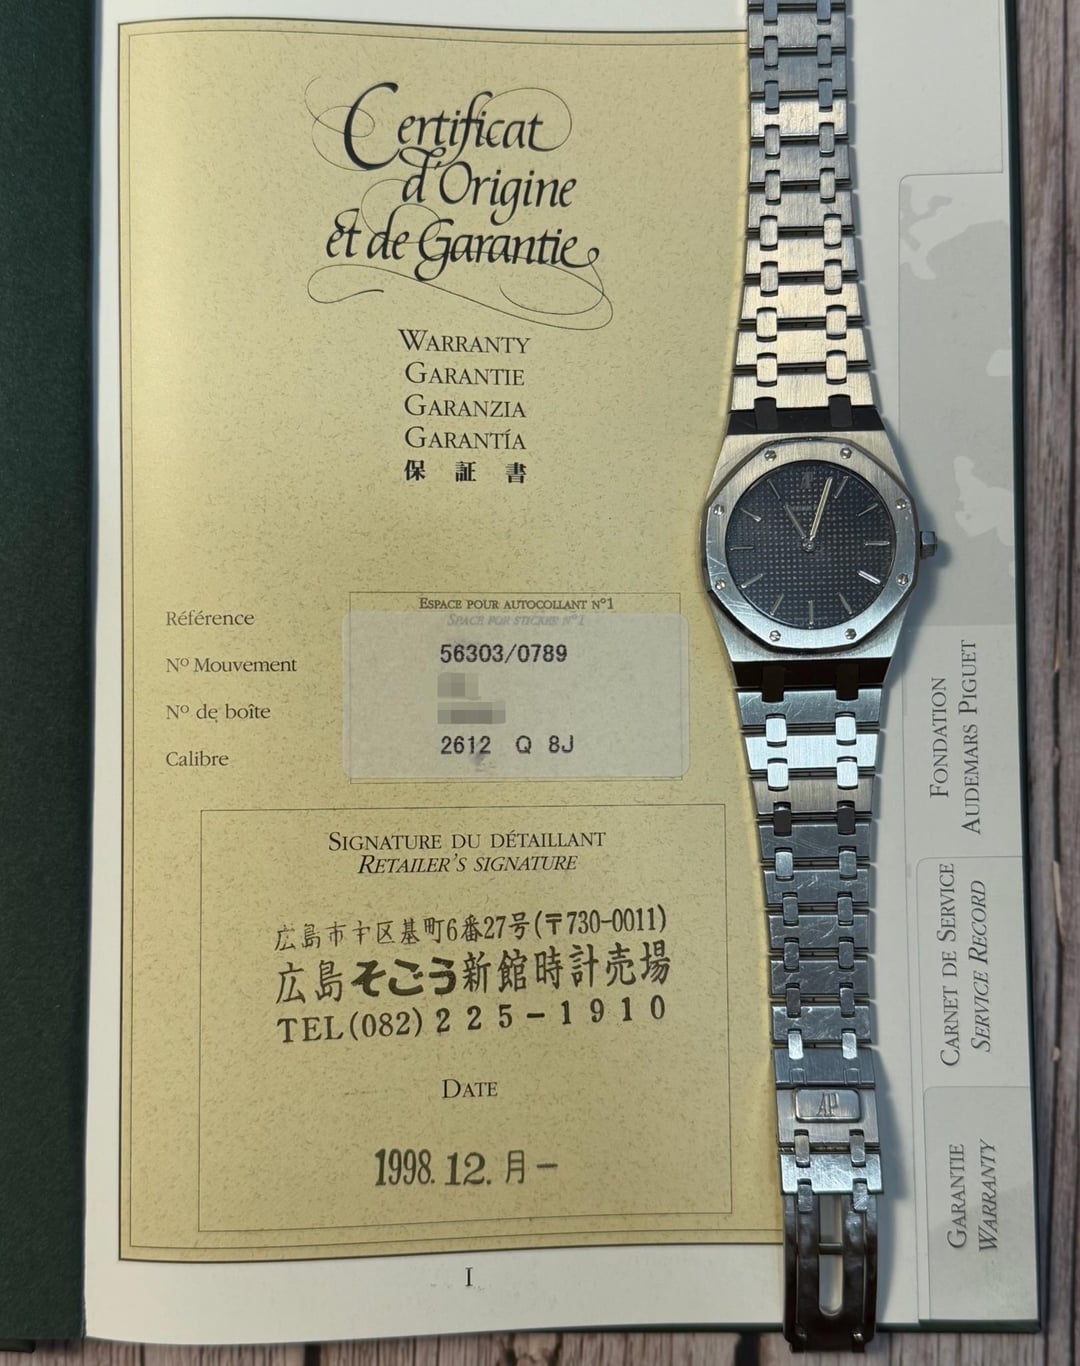 Certificat
d'Origine
et de Garantie
WARRANTY
GARANTIE
GARANZIA
GARANTÍA
保証書
ESPACE POUR AUTOCOLLANT Nº1
SPACE FOR STICKER Nº1
Référence 56303/0789
Nº Mouvement
Nº de boîte
Calibre 2612 Q 8J
SIGNATURE DU DÉTAILLANT
RETAILER'S SIGNATURE
広島市中区基町6番27号(〒730-0011)
広島そごう新館時計売場
TEL(082)225-1910
DATE
1998.12.月-
I
AP
FONDATION
AUDEMARS PIGUET
CARNET DE SERVICE
SERVICE RECORD
GARANTIE
WARRANTY